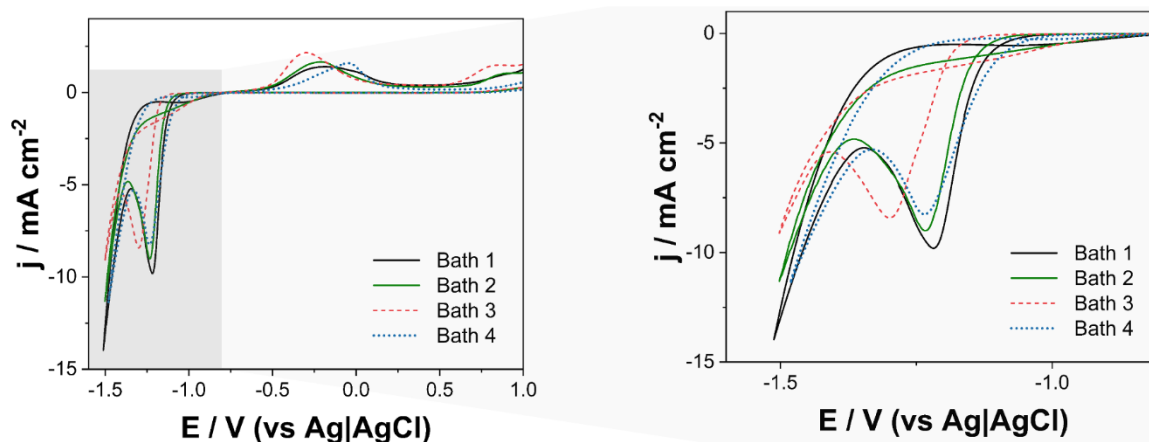 j / mA cm⁻²
0
-5
-10
-15
-1.5
-1.0
-0.5
0.0
0.5
1.0
E / V (vs Ag|AgCl)
Bath 1
Bath 2
Bath 3
Bath 4
j / mA cm⁻²
0
-5
-10
-15
-1.5
-1.0
E / V (vs Ag|AgCl)
Bath 1
Bath 2
Bath 3
Bath 4